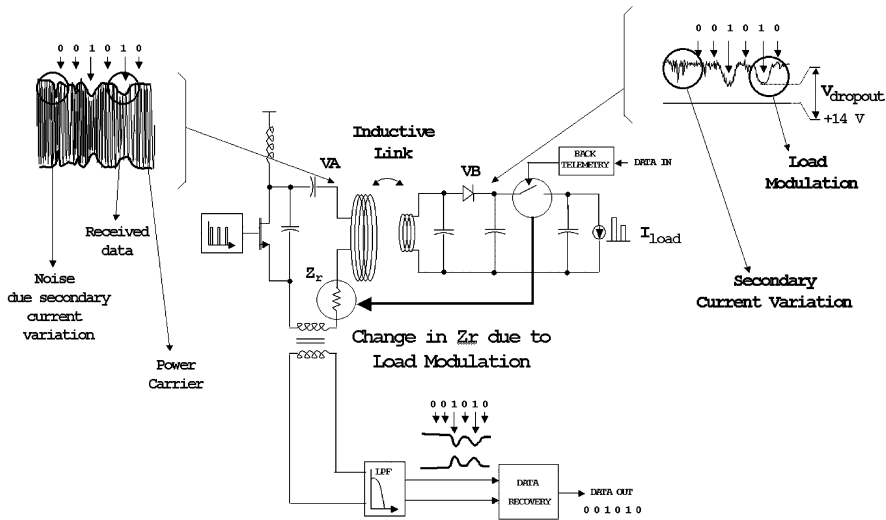 0 0 1 0 1 0
0 0 1 0 1 0
Vdropout
+14 V
Load
Modulation
Inductive
Link
VA
VB
BACK
TELEMETRY
DATA IN
Iload
Received
data
Zr
Noise
due secondary
current
variation
Secondary
Current Variation
Change in Zr due to
Load Modulation
Power
Carrier
0 0 1 0 1 0
LPF
DATA
RECOVERY
DATA OUT
0 0 1 0 1 0